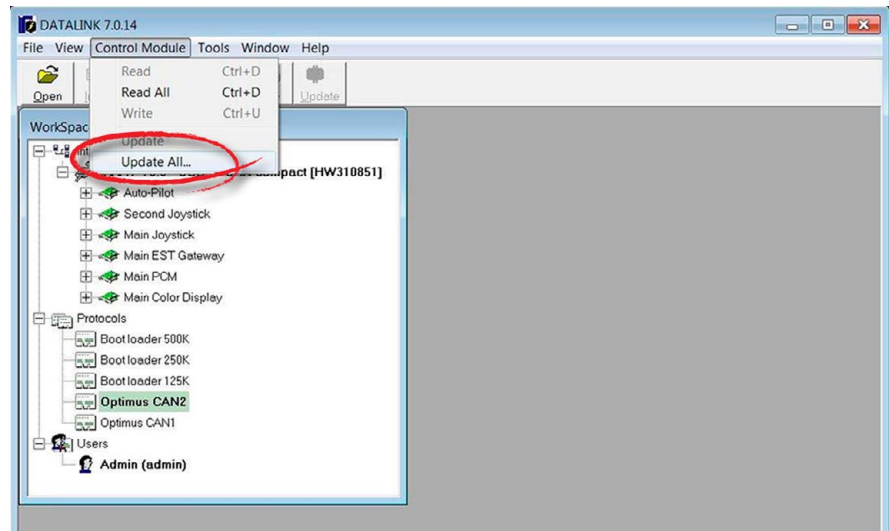 DATALINK 7.0.14
File View Control Module Tools Window Help
Read Ctrl+D
Read All Ctrl+D
Write Ctrl+U
Update
Update All...
Open
Update
WorkSpac
[HW310851]
Auto-Pilot
Second Joystick
Main Joystick
Main EST Gateway
Main PCM
Main Color Display
Protocols
Boot loader 500K
Boot loader 250K
Boot loader 125K
Optimus CAN2
Optimus CAN1
Users
Admin (admin)